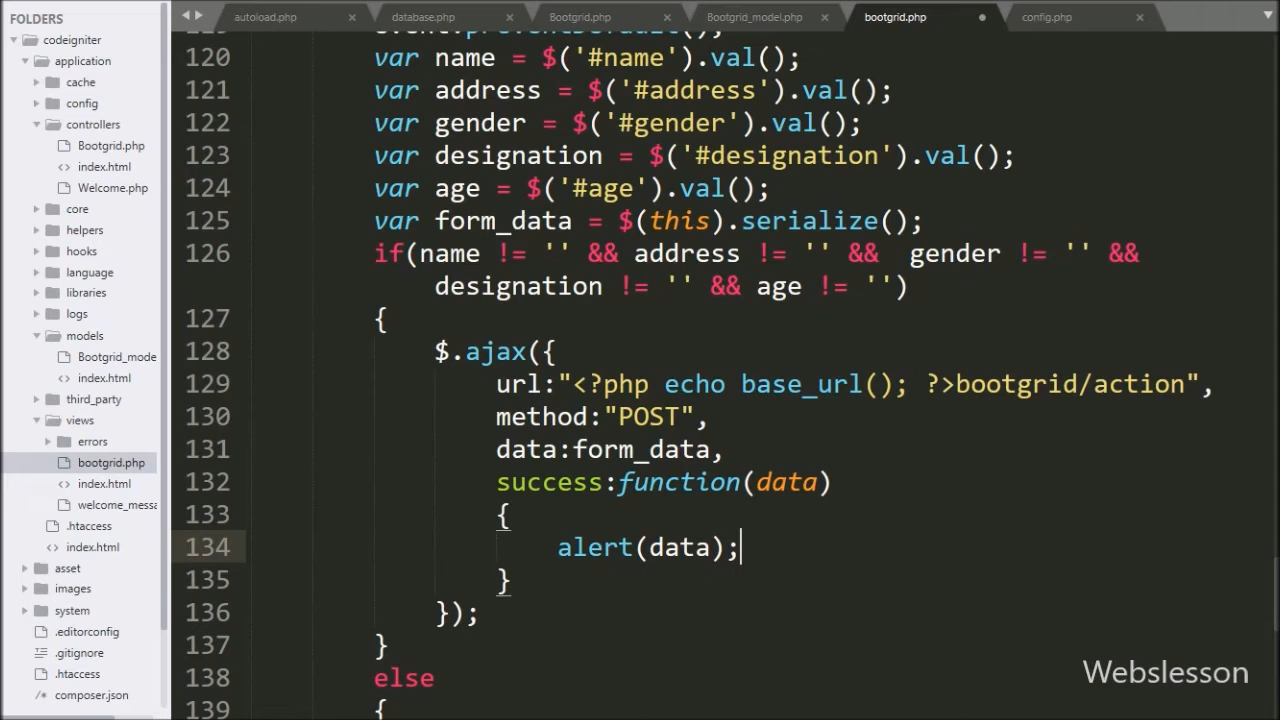 FOLDERS
codeigniter
application
cache
config
controllers
Bootgrid.php
index.html
Welcome.php
core
helpers
hooks
language
libraries
logs
models
Bootgrid_mode
index.html
third_party
views
errors
bootgrid.php
index.html
welcome_messa
.htaccess
index.html
asset
images
system
.editorconfig
.gitignore
.htaccess
composer.json
autoload.php
database.php
Bootgrid.php
Bootgrid_model.php
bootgrid.php
config.php
119 event.preventDefault();
120 var name = $('#name').val();
121 var address = $('#address').val();
122 var gender = $('#gender').val();
123 var designation = $('#designation').val();
124 var age = $('#age').val();
125 var form_data = $(this).serialize();
126 if(name != '' && address != '' &&  gender != '' &&
designation != '' && age != '')
127 {
128 $.ajax({
129 url:"<?php echo base_url(); ?>bootgrid/action",
130 method:"POST",
131 data:form_data,
132 success:function(data)
133 {
134 alert(data);
135 }
136 });
137 }
138 else
139 {
Webslesson